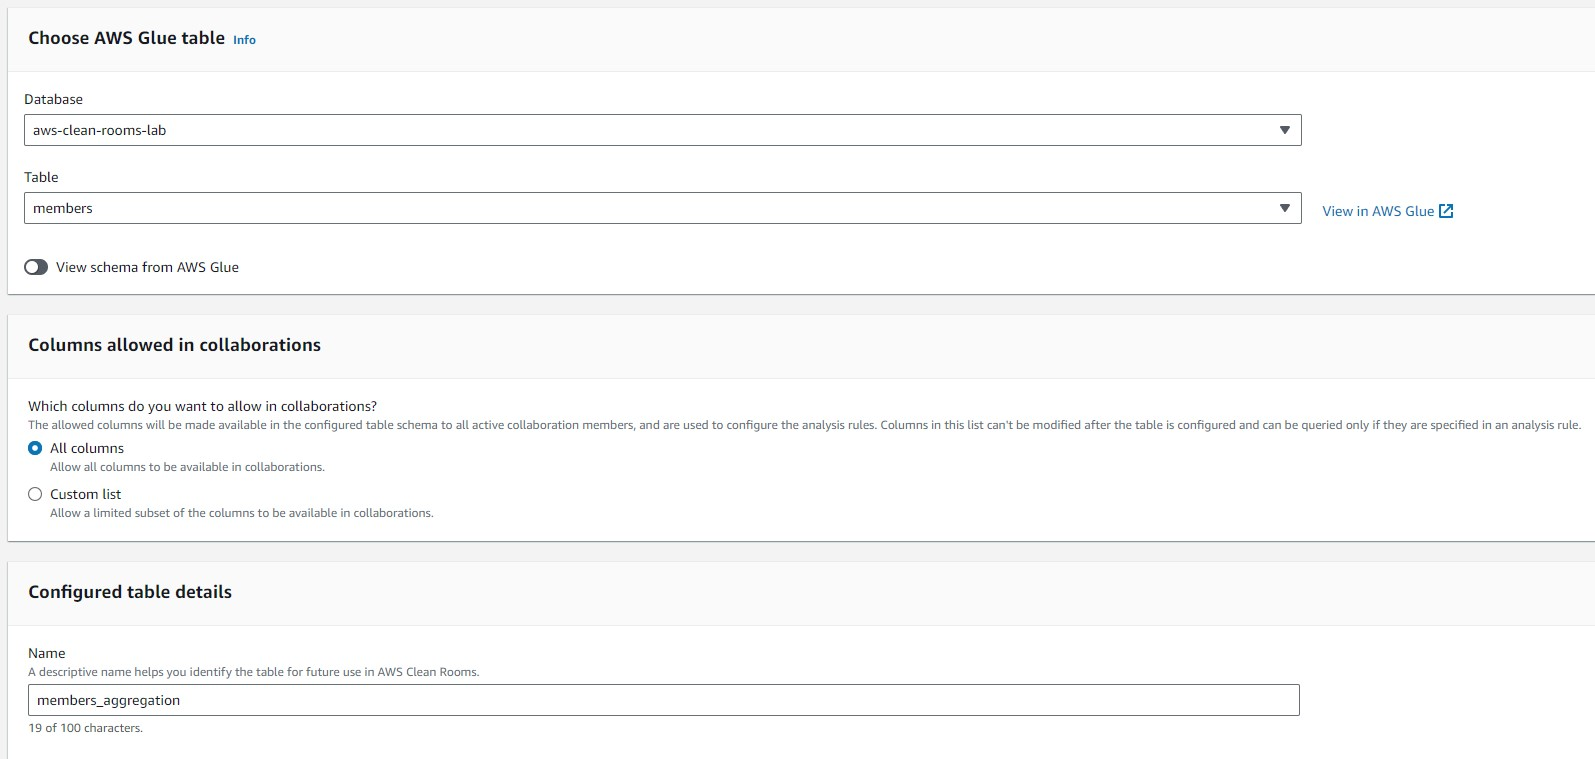 Choose AWS Glue table Info
Database
aws-clean-rooms-lab
Table
members
View in AWS Glue
View schema from AWS Glue
Columns allowed in collaborations
Which columns do you want to allow in collaborations?
The allowed columns will be made available in the configured table schema to all active collaboration members, and are used to configure the analysis rules. Columns in this list can't be modified after the table is configured and can be queried only if they are specified in an analysis rule.
All columns
Allow all columns to be available in collaborations.
Custom list
Allow a limited subset of the columns to be available in collaborations.
Configured table details
Name
A descriptive name helps you identify the table for future use in AWS Clean Rooms.
members_aggregation
19 of 100 characters.